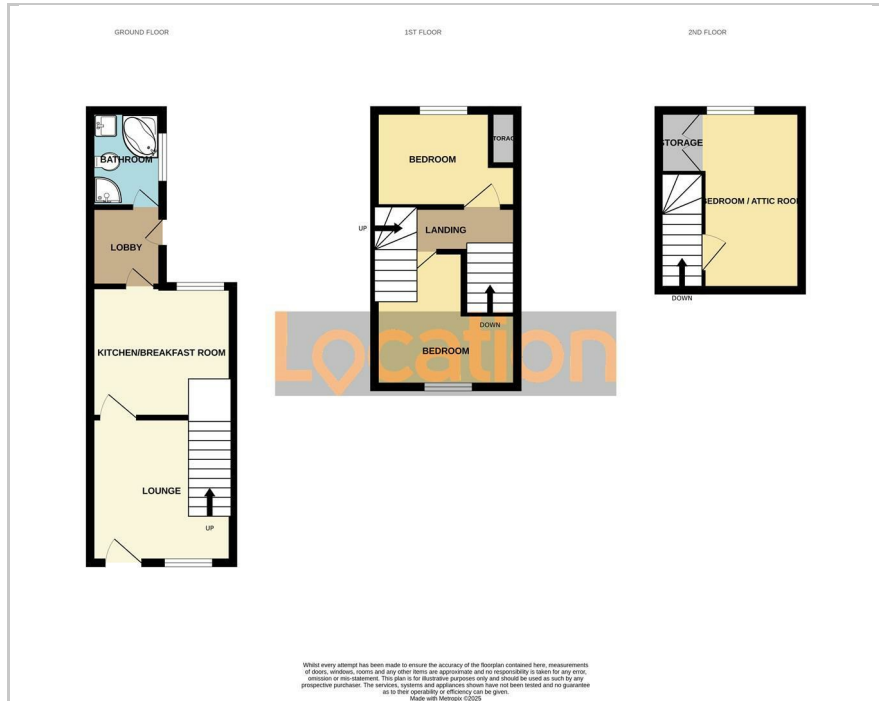 GROUND FLOOR
1ST FLOOR
2ND FLOOR
BATHROOM
LOBBY
KITCHEN/BREAKFAST ROOM
LOUNGE
UP
BEDROOM
TORAG
UP
LANDING
DOWN
BEDROOM
Location
STORAGE
BEDROOM / ATTIC ROOM
DOWN
Whilst every attempt has been made to ensure the accuracy of the floorplan contained here, measurements
of doors, windows, rooms and any other items are approximate and no responsibility is taken for any error,
omission or mis-statement. This plan is for illustrative purposes only and should be used as such by any
prospective purchaser. The services, systems and appliances shown have not been tested and no guarantee
as to their operability or efficiency can be given.
Made with Metropix ©2025